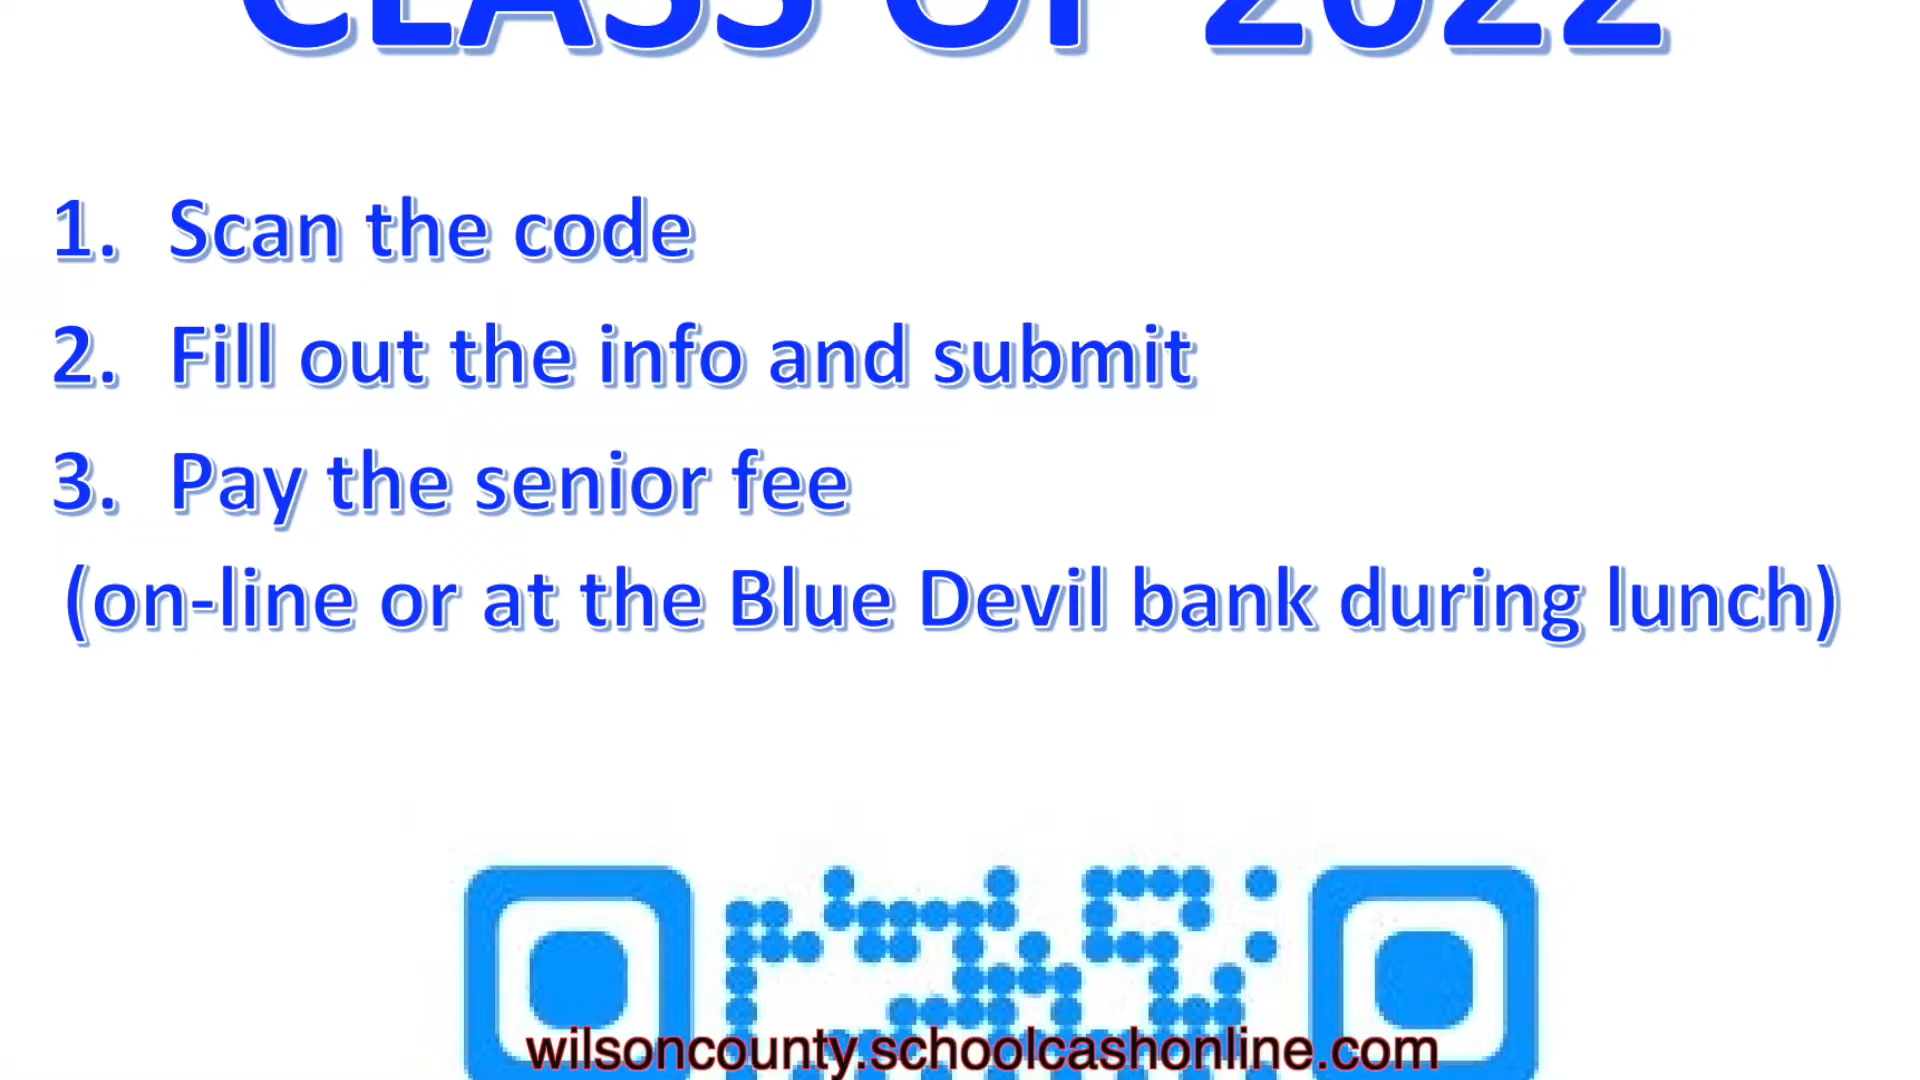 CLASS OF 2022
1. Scan the code
2. Fill out the info and submit
3. Pay the senior fee
(on-line or at the Blue Devil bank during lunch)
wilsoncounty.schoolcashonline.com